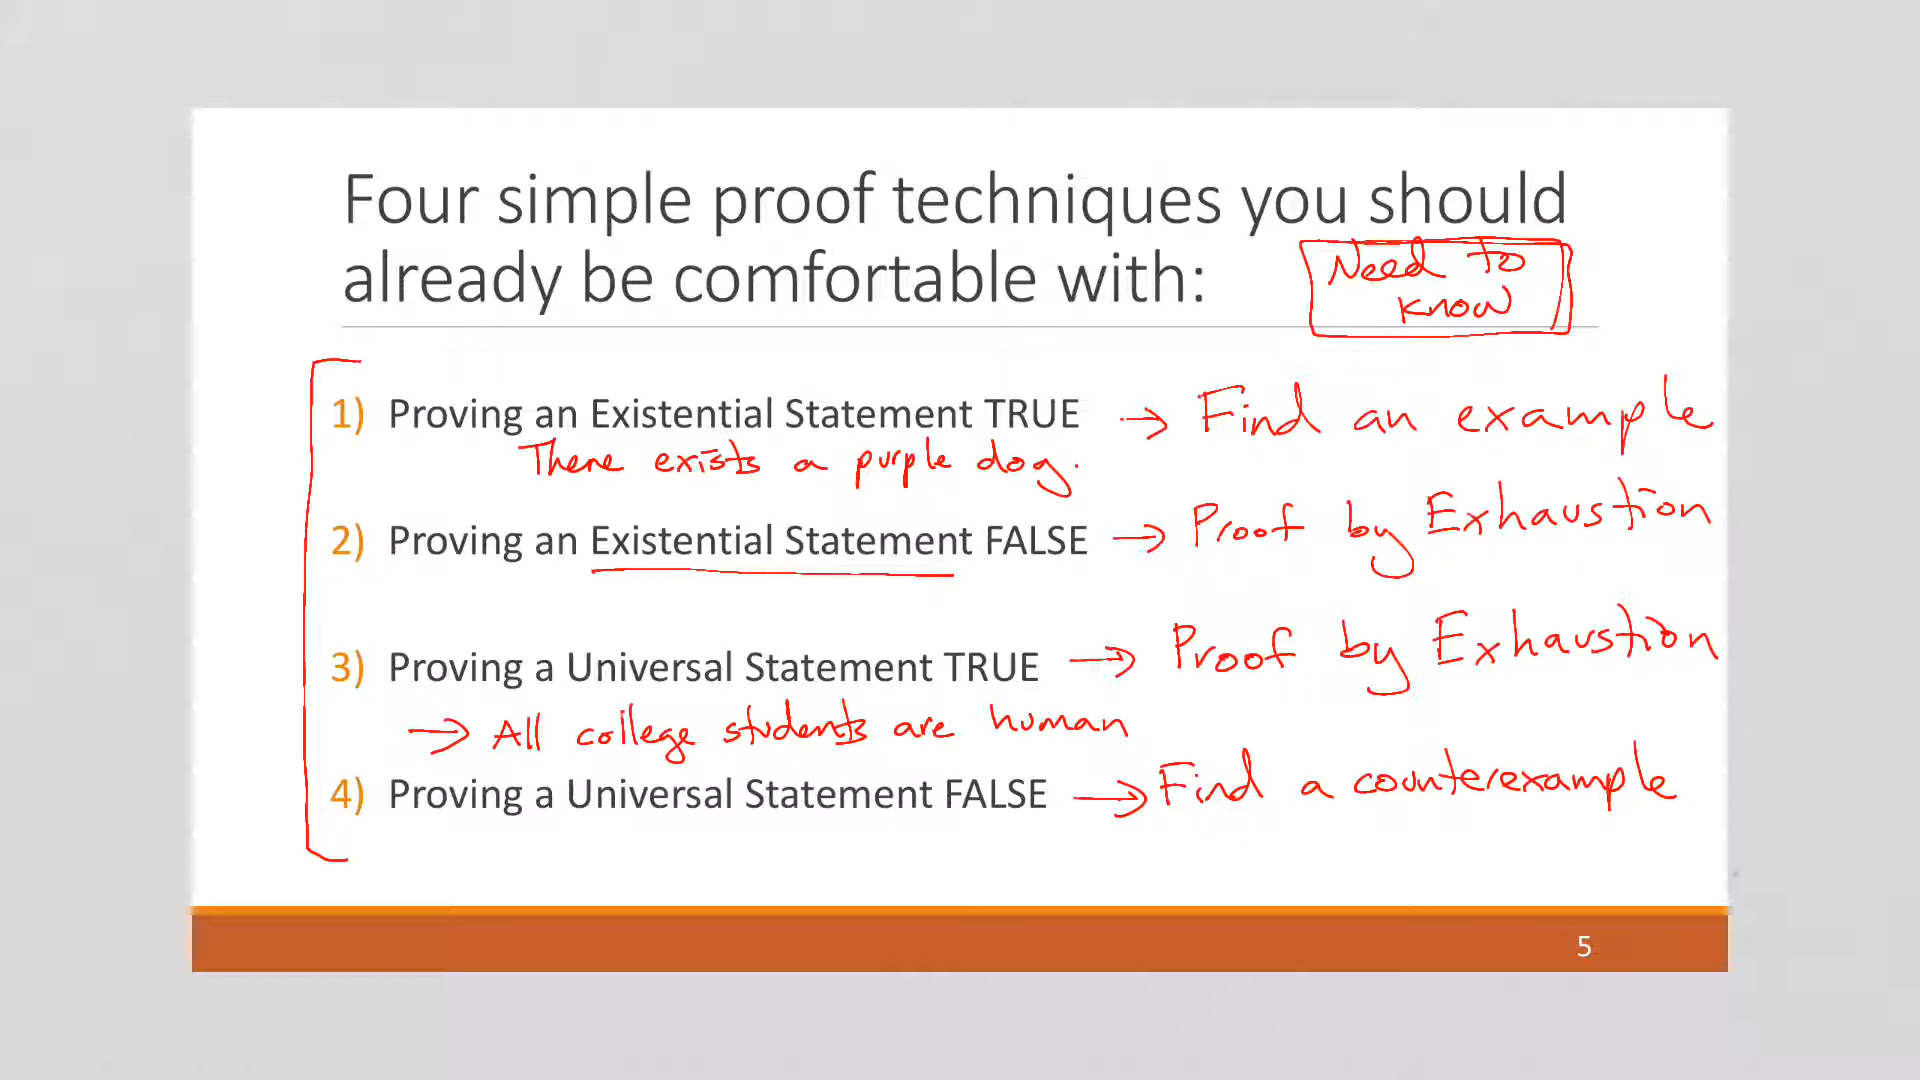 Four simple proof techniques you should
already be comfortable with:
Need to
know
1) Proving an Existential Statement TRUE → Find an example
There exists a purple dog.
2) Proving an Existential Statement FALSE → Proof by Exhaustion
3) Proving a Universal Statement TRUE → Proof by Exhaustion
→ All college students are human
4) Proving a Universal Statement FALSE → Find a counterexample
5